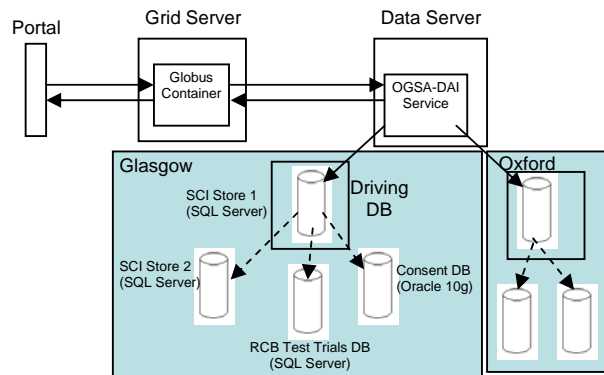 Grid Server
Data Server
Portal
Globus
Container
OGSA-DAI
Service
Glasgow
Oxford
SCI Store 1
(SQL Server)
Driving
DB
SCI Store 2
(SQL Server)
Consent DB
(Oracle 10g)
RCB Test Trials DB
(SQL Server)